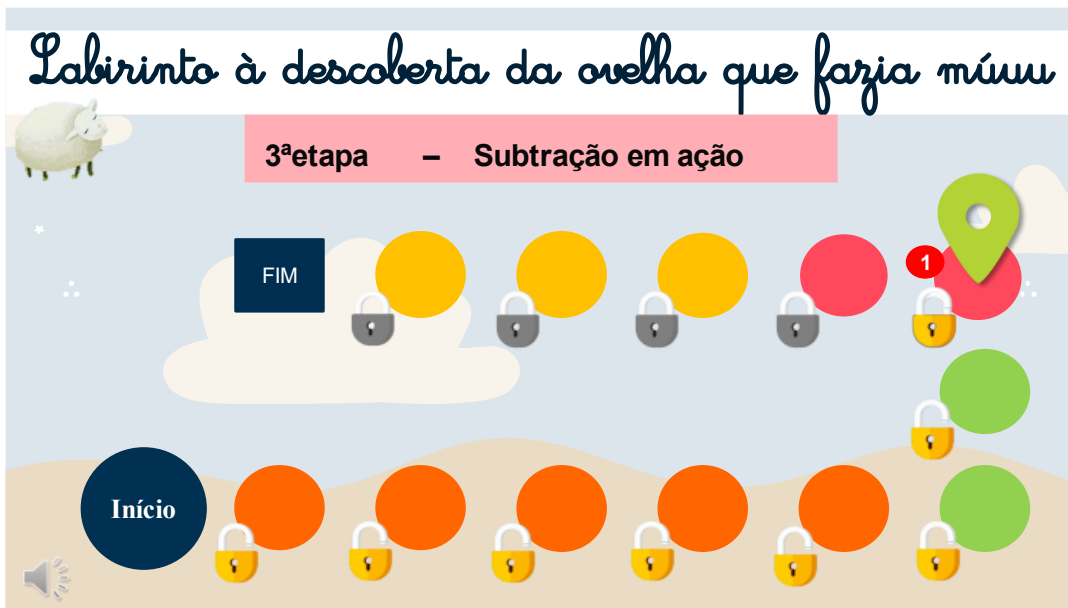 Labirinto à descoberta da ovelha que fazia múuu
3ªetapa – Subtração em ação
FIM
1
Início